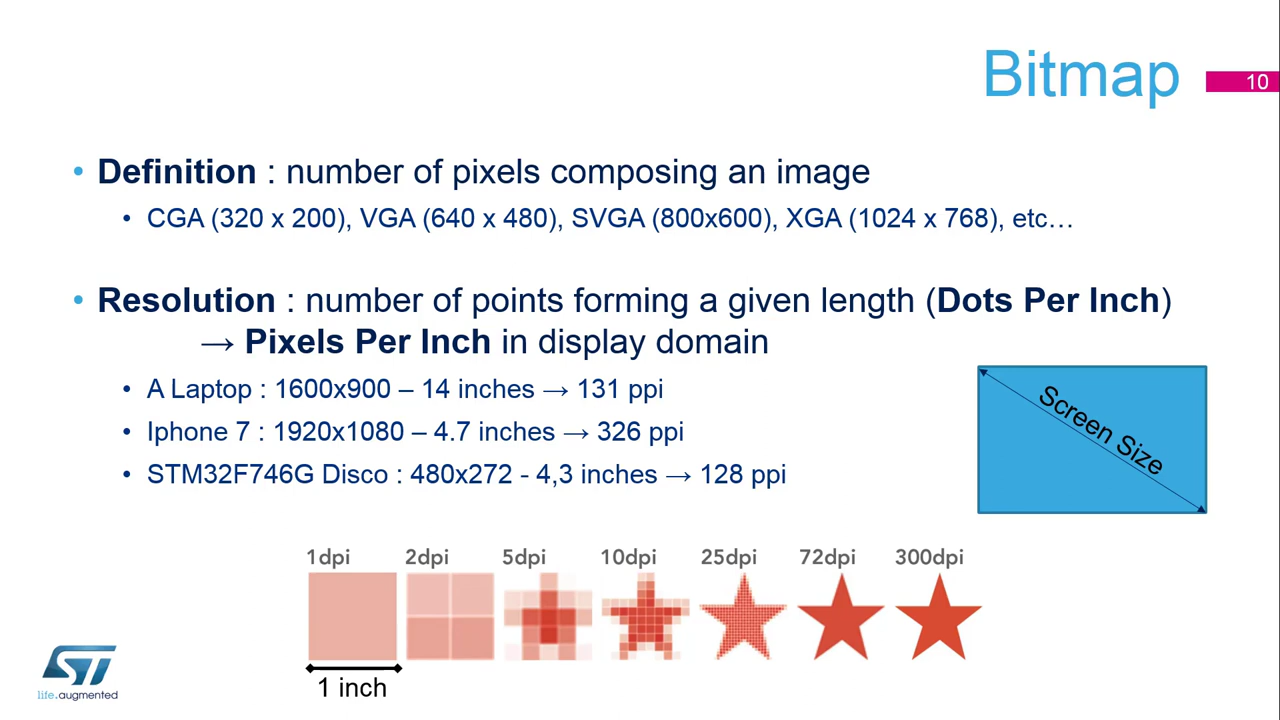 Bitmap
10
• Definition : number of pixels composing an image
• CGA (320 x 200), VGA (640 x 480), SVGA (800x600), XGA (1024 x 768), etc…
• Resolution : number of points forming a given length (Dots Per Inch)
→ Pixels Per Inch in display domain
• A Laptop : 1600x900 – 14 inches → 131 ppi
• Iphone 7 : 1920x1080 – 4.7 inches → 326 ppi
• STM32F746G Disco : 480x272 - 4,3 inches → 128 ppi
Screen Size
1dpi 2dpi 5dpi 10dpi 25dpi 72dpi 300dpi
1 inch
ST
life.augmented